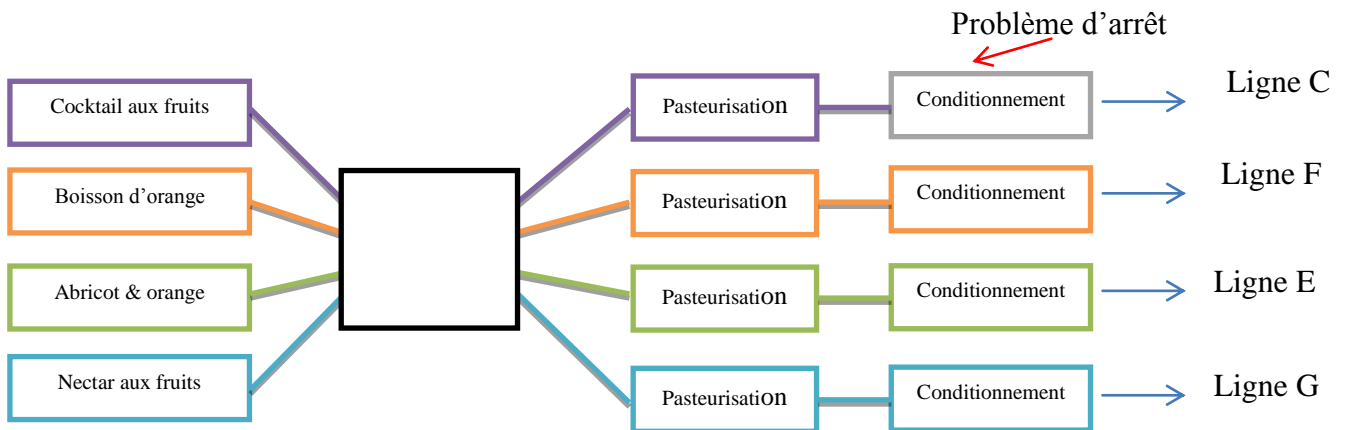 Problème d'arrêt
Cocktail aux fruits
Pasteurisation
Conditionnement
Ligne C
Boisson d'orange
Pasteurisation
Conditionnement
Ligne F
Abricot & orange
Pasteurisation
Conditionnement
Ligne E
Nectar aux fruits
Pasteurisation
Conditionnement
Ligne G